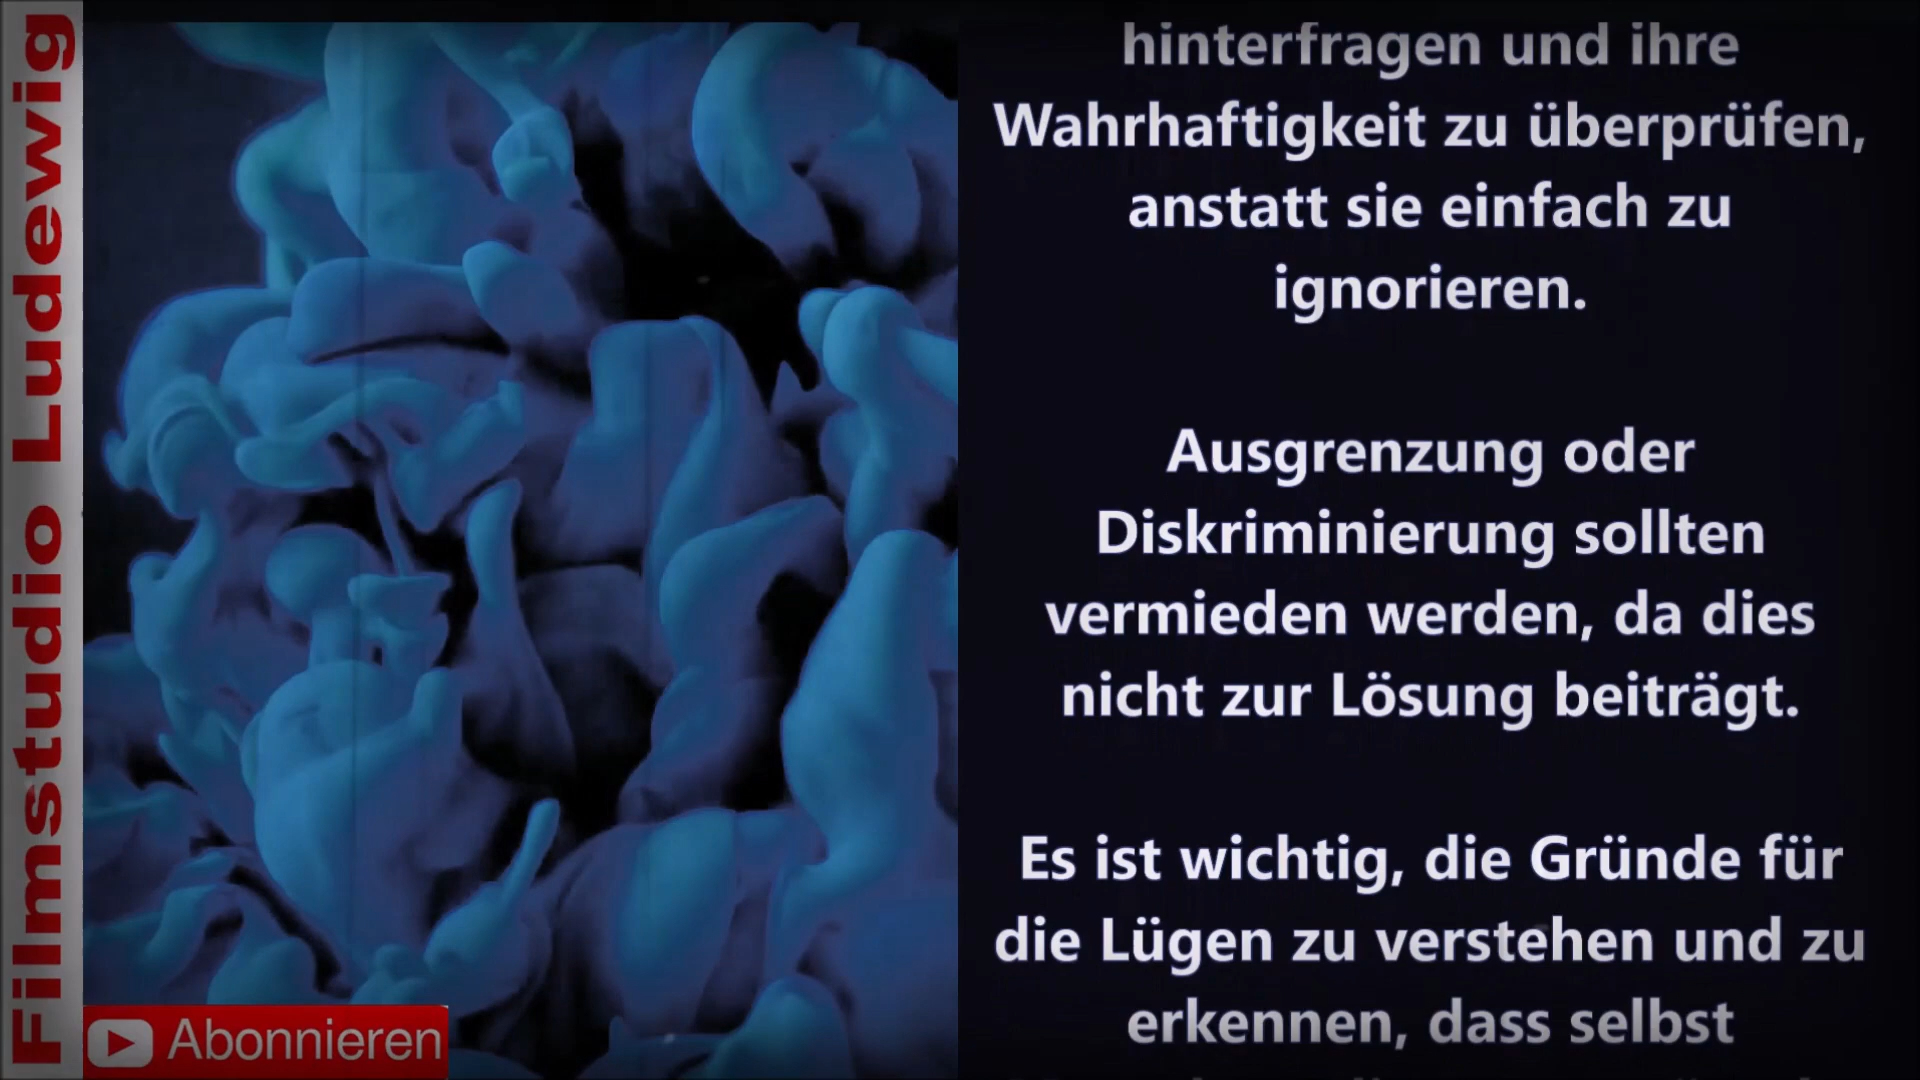 Filmstudio Ludewig
hinterfragen und ihre
Wahrhaftigkeit zu überprüfen,
anstatt sie einfach zu
ignorieren.
Ausgrenzung oder
Diskriminierung sollten
vermieden werden, da dies
nicht zur Lösung beiträgt.
Es ist wichtig, die Gründe für
die Lügen zu verstehen und zu
erkennen, dass selbst
Abonnieren